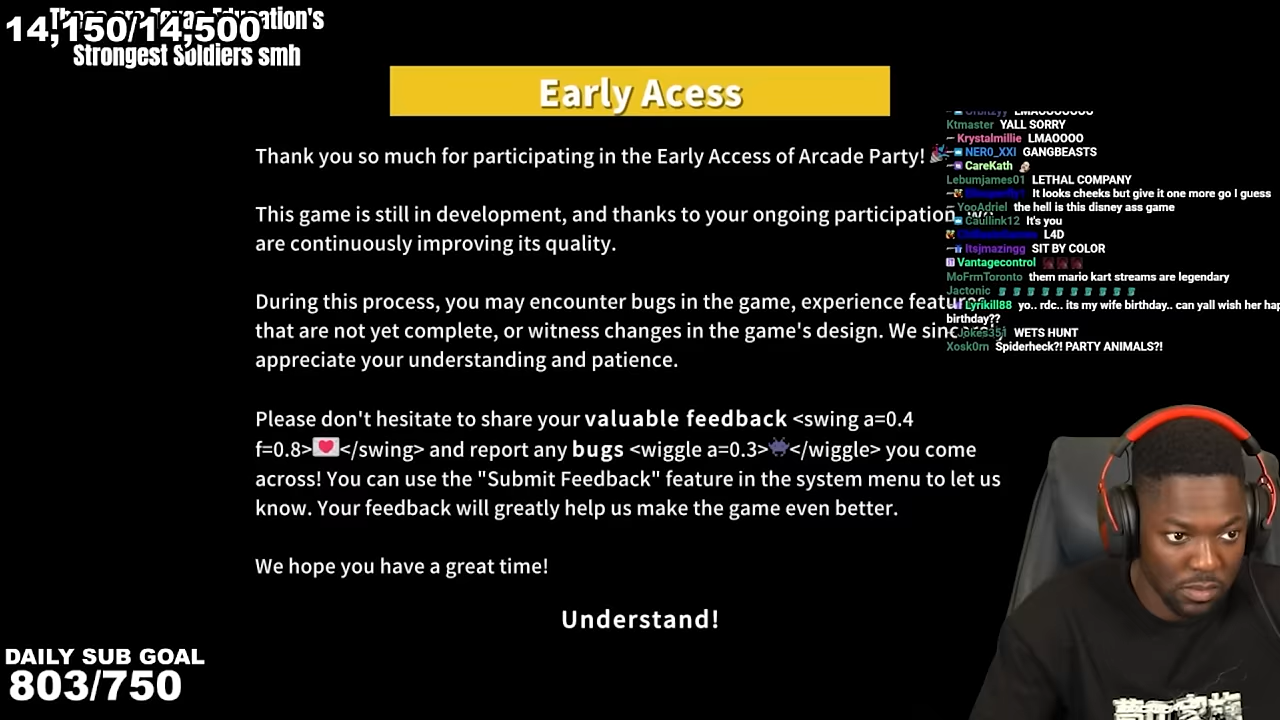 14,150/14,500
Strongest Soldiers smh
Early Acess
Thank you so much for participating in the Early Access of Arcade Party! 🎉
This game is still in development, and thanks to your ongoing participation, we
are continuously improving its quality.
During this process, you may encounter bugs in the game, experience features
that are not yet complete, or witness changes in the game's design. We sincerely
appreciate your understanding and patience.
Please don't hesitate to share your valuable feedback <swing a=0.4
f=0.8>💌</swing> and report any bugs <wiggle a=0.3>👾</wiggle> you come
across! You can use the "Submit Feedback" feature in the system menu to let us
know. Your feedback will greatly help us make the game even better.
We hope you have a great time!
Understand!
Ktmaster YALL SORRY
Krystalmillie LMAOOOO
NER0_XXI GANGBEASTS
CareKath
Lebumjames01 LETHAL COMPANY
It looks cheeks but give it one more go I guess
YooAdriel the hell is this disney ass game
Caullink12 It's you
L4D
Itsjmazingg SIT BY COLOR
Vantagecontrol
MoFrmToronto them mario kart streams are legendary
Jactonic
Lyrikill88 yo.. rdc.. its my wife birthday.. can yall wish her hap
birthday??
Jokes351 WETS HUNT
Xosk0rn Spiderheck?! PARTY ANIMALS?!
DAILY SUB GOAL
803/750